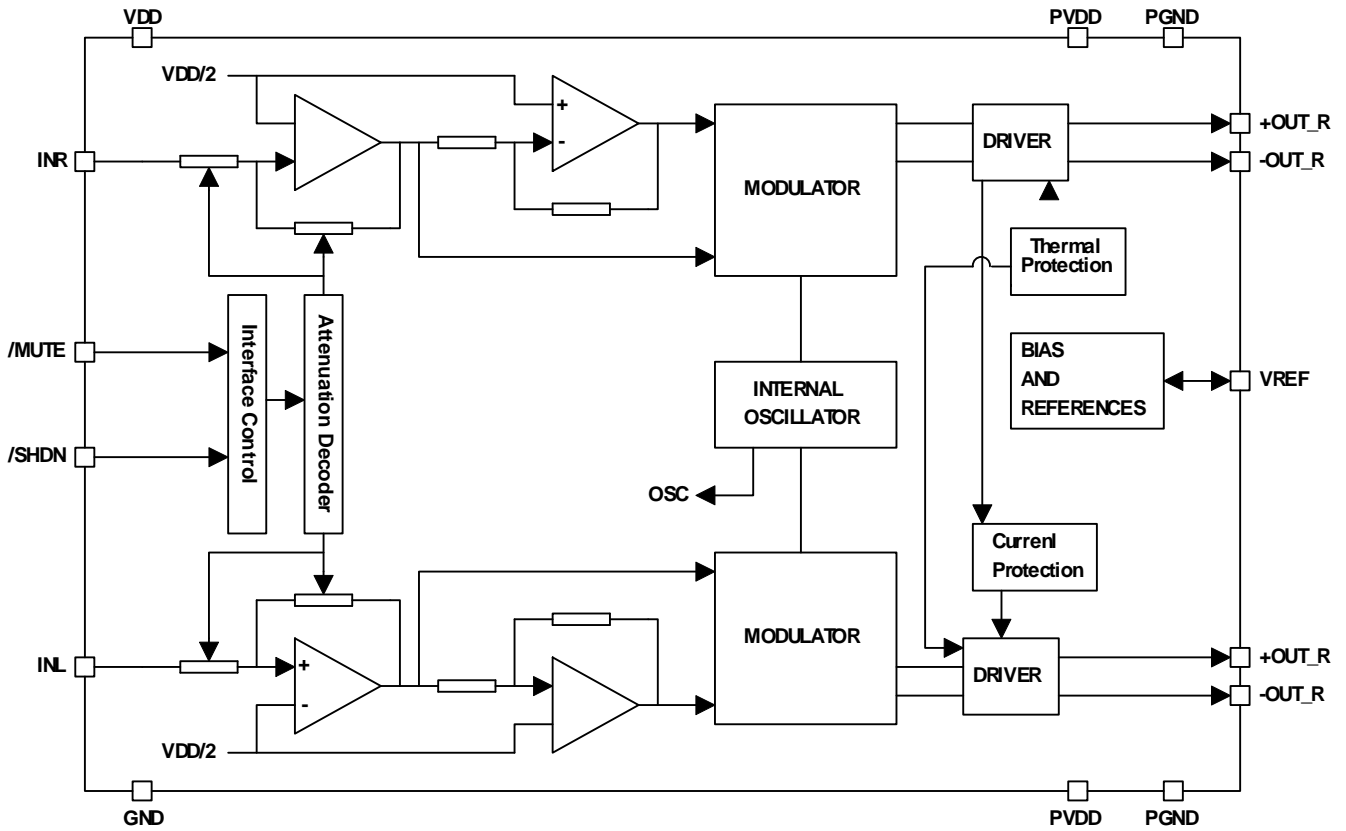 VDD
PVDD
PGND
VDD/2
+
-
INR
MODULATOR
DRIVER
+OUT_R
-OUT_R
Thermal
Protection
/MUTE
/SHDN
Interface Control
Attenuation Decoder
INTERNAL
OSCILLATOR
OSC
BIAS
AND
REFERENCES
VREF
Current
Protection
INL
+
-
VDD/2
MODULATOR
DRIVER
+OUT_R
-OUT_R
GND
PVDD
PGND